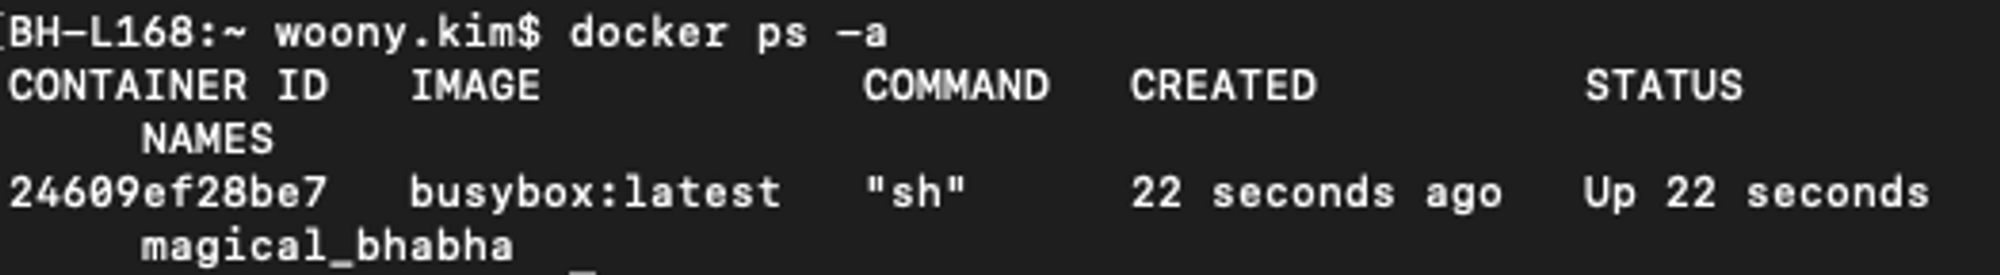 [BH-L168:~ woony.kim$ docker ps -a
CONTAINER ID   IMAGE            COMMAND   CREATED          STATUS
     NAMES
24609ef28be7   busybox:latest   "sh"      22 seconds ago   Up 22 seconds
     magical_bhabha